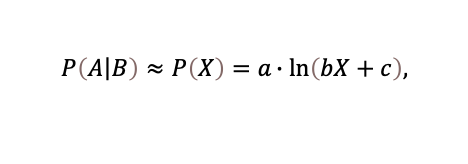 P(A|B) ≈ P(X) = a · ln(bX + c),